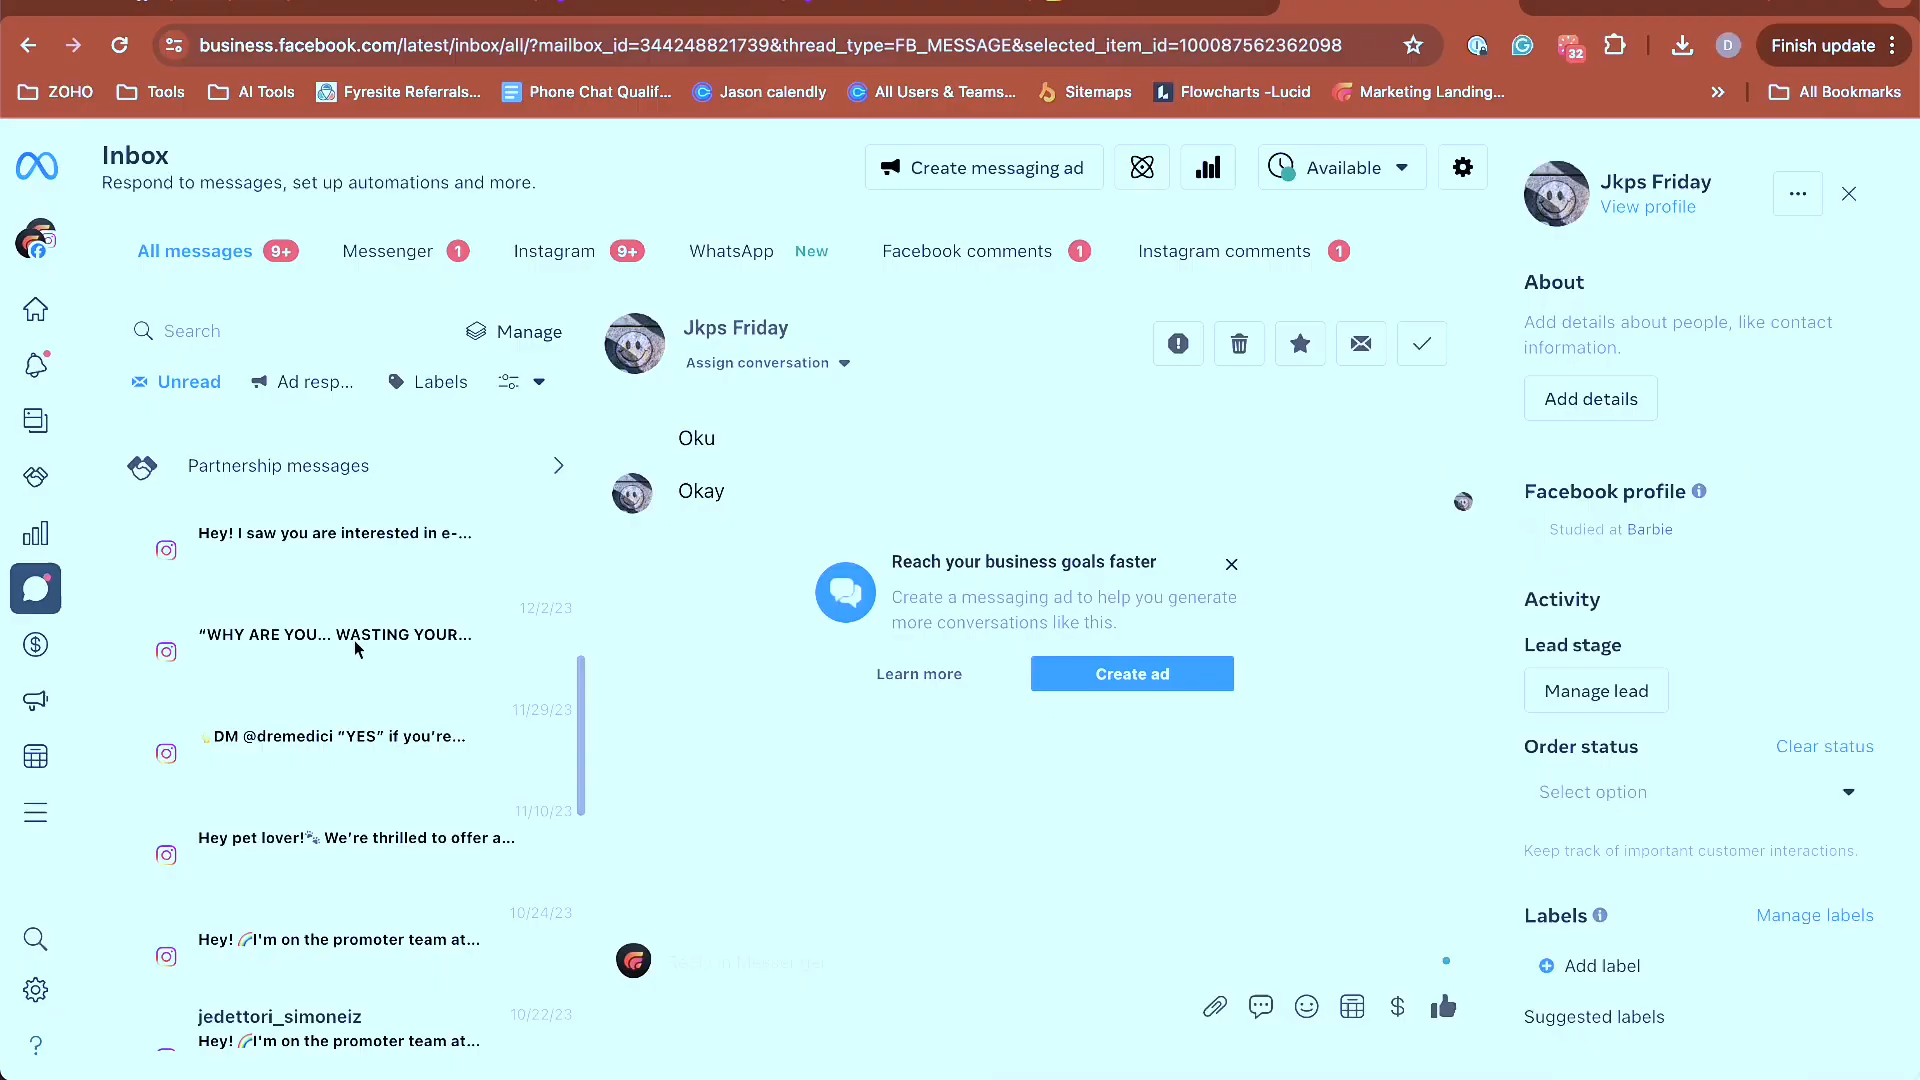 business.facebook.com/latest/inbox/all/?mailbox_id=344248821739&thread_type=FB_MESSAGE&selected_item_id=100087562362098
32
D
Finish update
ZOHO
Tools
AI Tools
Fyresite Referrals...
Phone Chat Qualif...
Jason calendly
All Users & Teams...
Sitemaps
Flowcharts -Lucid
Marketing Landing...
All Bookmarks
Inbox
Respond to messages, set up automations and more.
Create messaging ad
Available
All messages 9+
Messenger 1
Instagram 9+
WhatsApp New
Facebook comments 1
Instagram comments 1
Search
Manage
Unread
Ad resp...
Labels
Partnership messages
Hey! I saw you are interested in e-...
12/2/23
“WHY ARE YOU... WASTING YOUR...
11/29/23
DM @dremedici “YES” if you’re...
11/10/23
Hey pet lover!🐾 We’re thrilled to offer a...
10/24/23
Hey! 🌈I'm on the promoter team at...
jedettori_simoneiz
10/22/23
Hey! 🌈I'm on the promoter team at...
Jkps Friday
Assign conversation
Oku
Okay
Reach your business goals faster
Create a messaging ad to help you generate
more conversations like this.
Learn more
Create ad
Jkps Friday
View profile
About
Add details about people, like contact
information.
Add details
Facebook profile
Studied at Barbie
Activity
Lead stage
Manage lead
Order status
Clear status
Select option
Keep track of important customer interactions.
Labels
Manage labels
Add label
Suggested labels